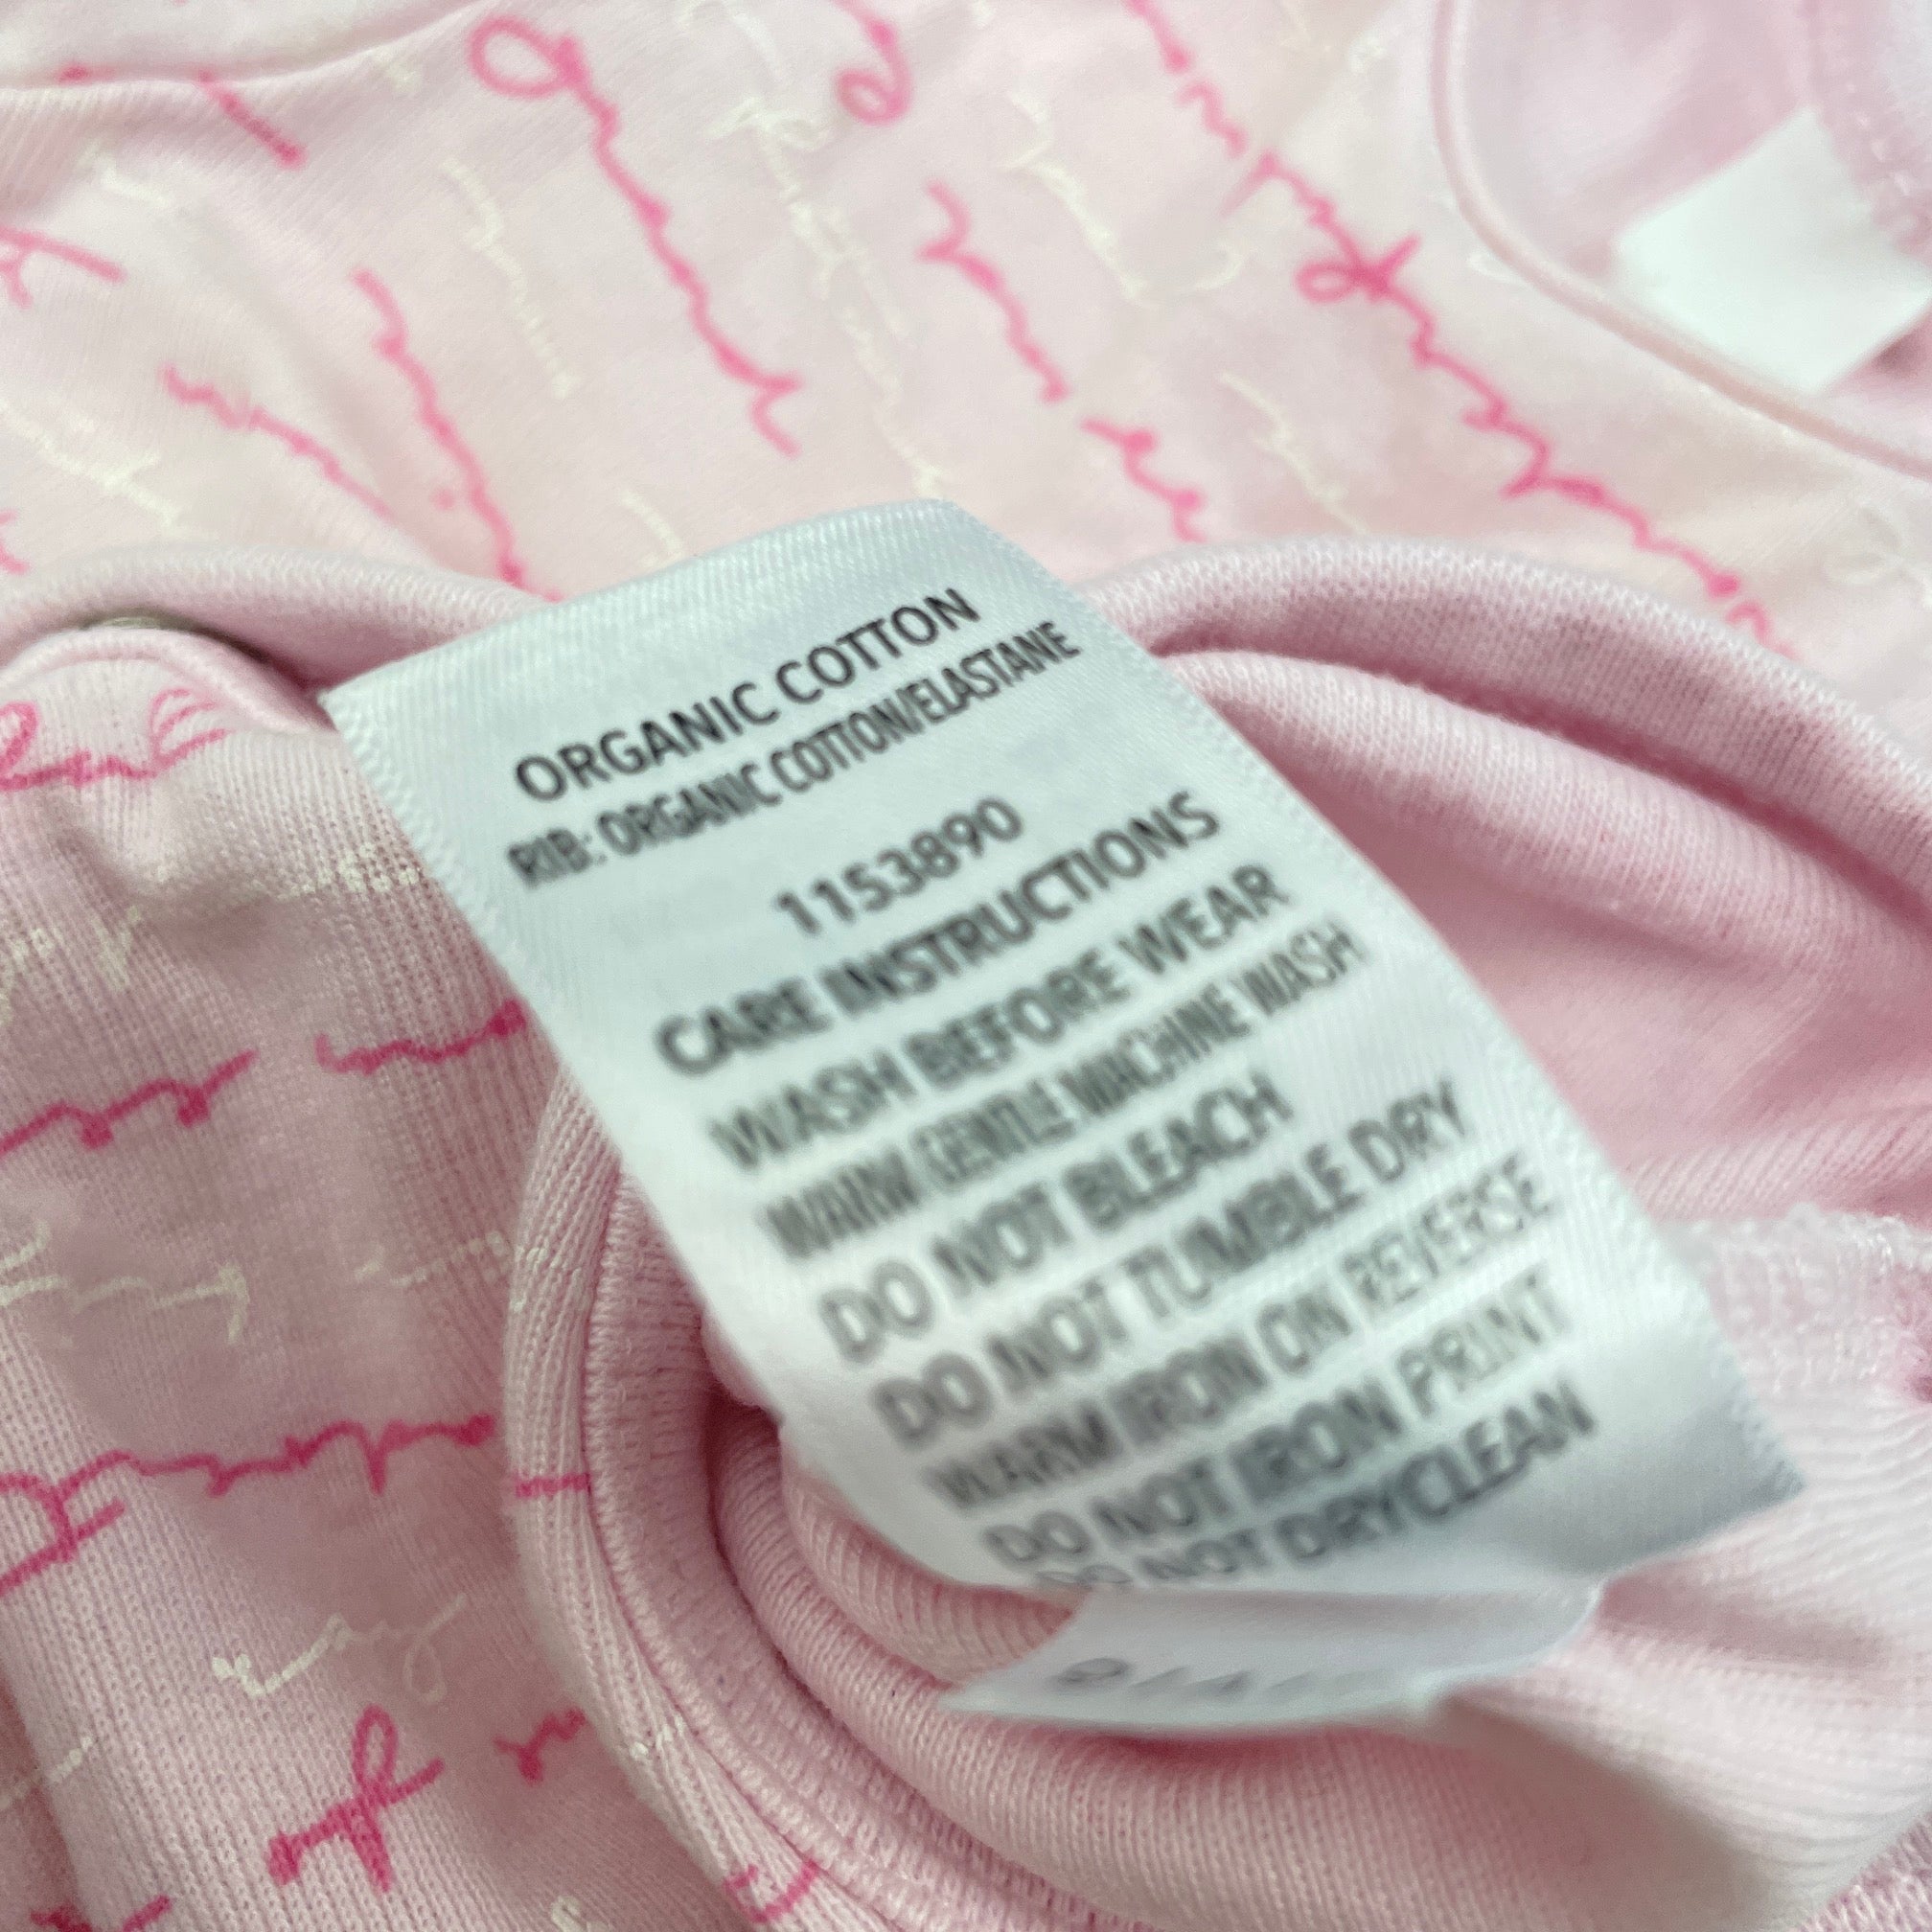 ORGANIC COTTON
RIB: ORGANIC COTTON/ELASTANE
1153890
CARE INSTRUCTIONS
WASH BEFORE WEAR
WARM GENTLE MACHINE WASH
DO NOT BLEACH
DO NOT TUMBLE DRY
WARM IRON ON REVERSE
DO NOT IRON PRINT
DO NOT DRYCLEAN